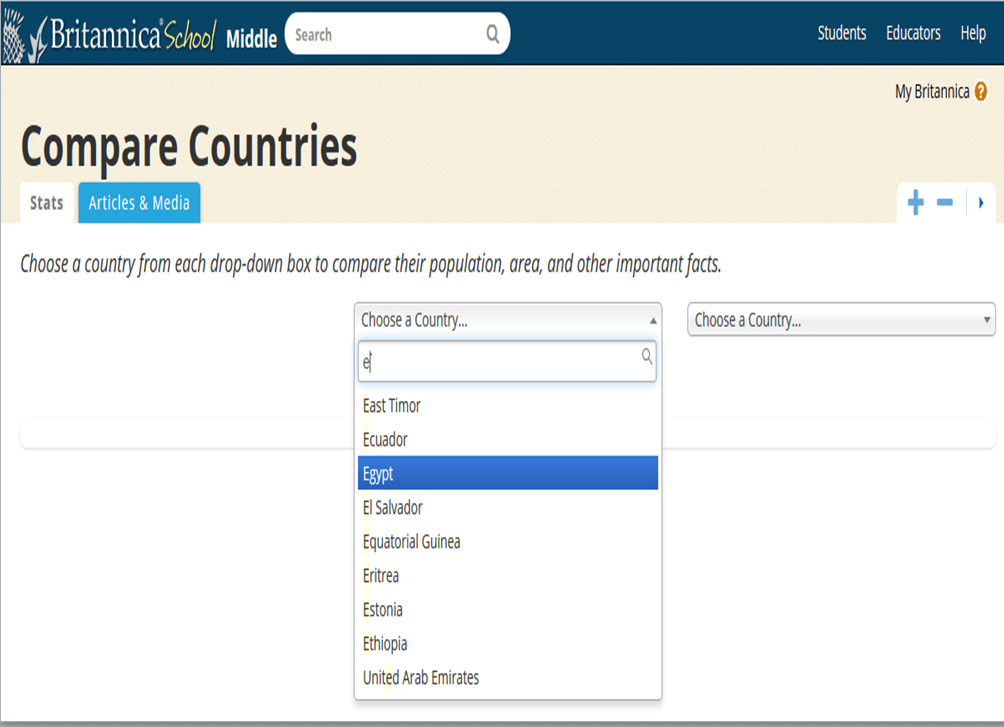 Britannica® School Middle Search Students Educators Help
My Britannica ?
Compare Countries
Stats Articles & Media
Choose a country from each drop-down box to compare their population, area, and other important facts.
Choose a Country... Choose a Country...
e
East Timor
Ecuador
Egypt
El Salvador
Equatorial Guinea
Eritrea
Estonia
Ethiopia
United Arab Emirates